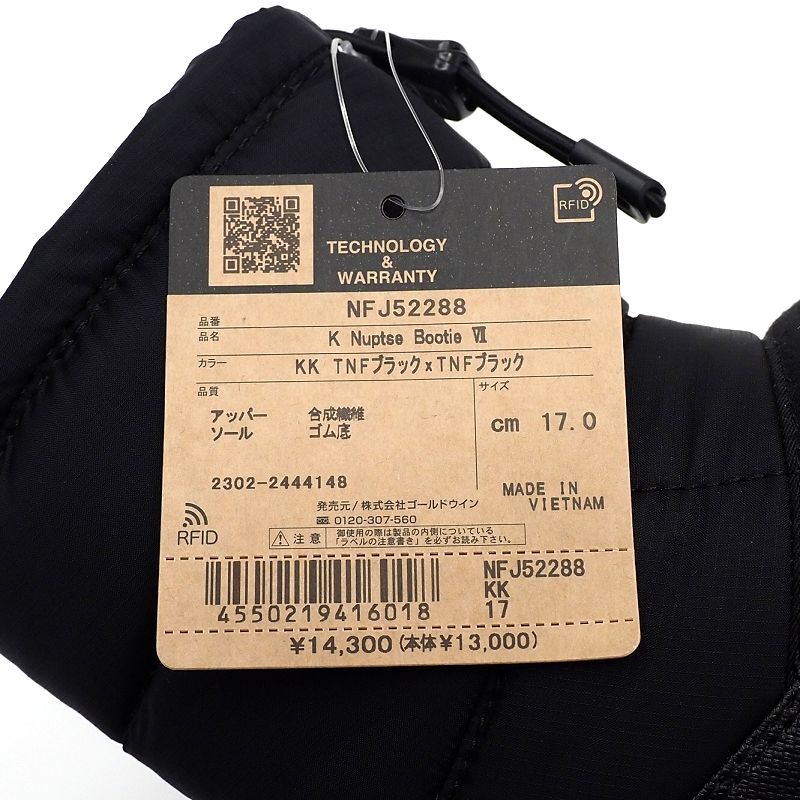 RFID
TECHNOLOGY
&
WARRANTY
品番 NFJ52288
品名 K Nuptse Bootie Ⅶ
カラー KK TNFブラック×TNFブラック
品質
サイズ
アッパー 合成繊維
ソール ゴム底
cm 17.0
2302-2444148
MADE IN
VIETNAM
発売元/株式会社ゴールドウイン
0120-307-560
RFID
注意
御使用の際は製品の内側についている
「ラベルの注意書き」を必ずお読み下さい。
4550219416018
NFJ52288
KK
17
¥14,300(本体¥13,000)